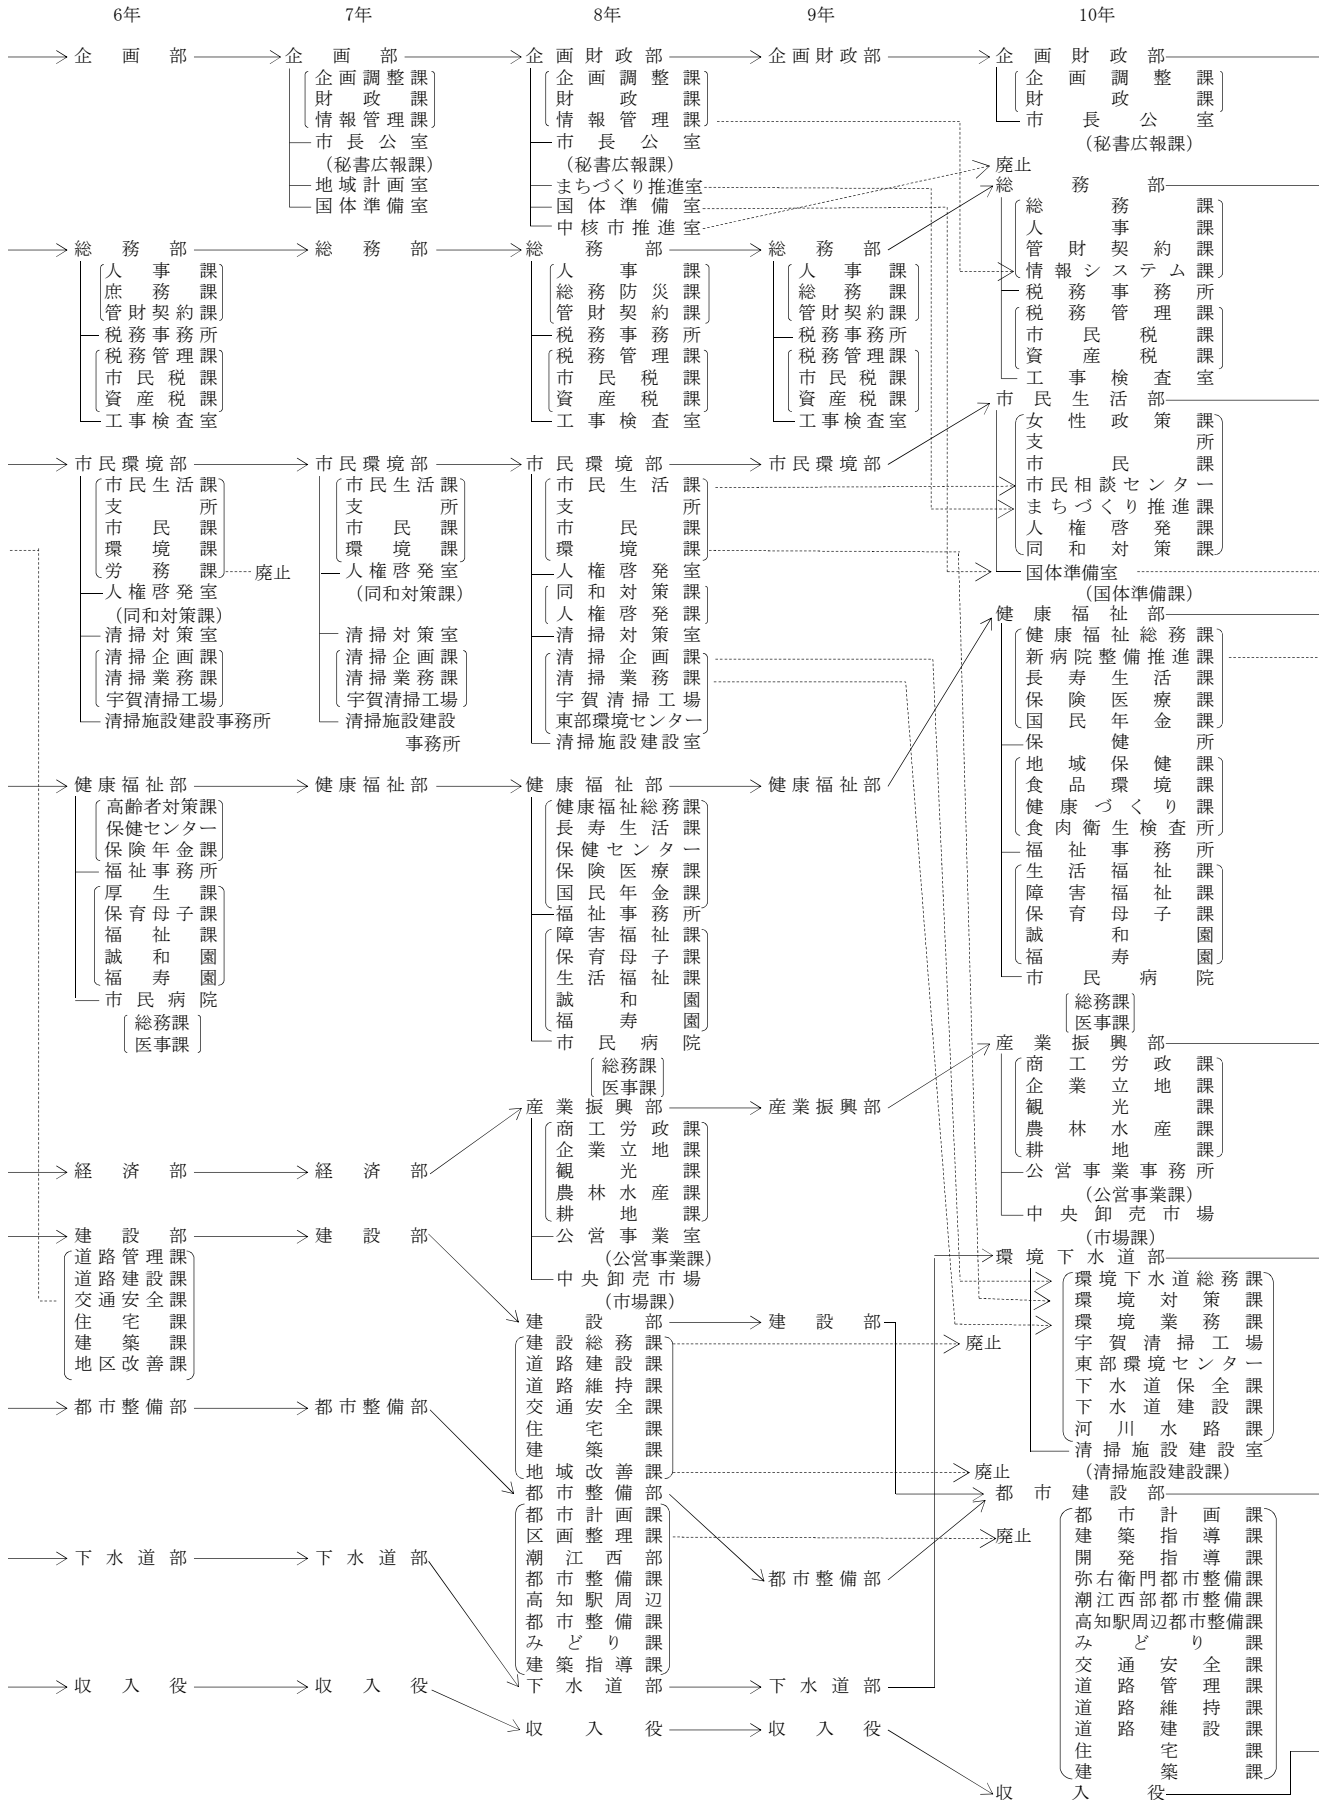 6年
企画部
総務部
人事課
庶務課
管財契約課
税務事務所
税務管理課
市民税課
資産税課
工事検査室
市民環境部
市民生活課
支所
市民課
環境課
労務課
廃止
人権啓発室
(同和対策課)
清掃対策室
清掃企画課
清掃業務課
宇賀清掃工場
清掃施設建設事務所
健康福祉部
高齢者対策課
保健センター
保険年金課
福祉事務所
厚生課
保育母子課
福祉課
誠和園
福寿園
市民病院
総務課
医事課
経済部
建設部
道路管理課
道路建設課
交通安全課
住宅課
建築課
地区改善課
都市整備部
下水道部
収入役
7年
企画部
企画調整課
財政課
情報管理課
市長公室
(秘書広報課)
地域計画室
国体準備室
総務部
市民環境部
市民生活課
支所
市民課
環境課
人権啓発室
(同和対策課)
清掃対策室
清掃企画課
清掃業務課
宇賀清掃工場
清掃施設建設
事務所
健康福祉部
経済部
建設部
都市整備部
下水道部
収入役
8年
企画財政部
企画調整課
財政課
情報管理課
市長公室
(秘書広報課)
まちづくり推進室
国体準備室
中核市推進室
総務部
人事課
総務防災課
管財契約課
税務事務所
税務管理課
市民税課
資産税課
工事検査室
市民環境部
市民生活課
支所
市民課
環境課
人権啓発室
同和対策課
人権啓発課
清掃対策室
清掃企画課
清掃業務課
宇賀清掃工場
東部環境センター
清掃施設建設室
健康福祉部
健康福祉総務課
長寿生活課
保健センター
保険医療課
国民年金課
福祉事務所
障害福祉課
保育母子課
生活福祉課
誠和園
福寿園
市民病院
総務課
医事課
産業振興部
商工労政課
企業立地課
観光課
農林水産課
耕地課
公営事業室
(公営事業課)
中央卸売市場
(市場課)
建設部
建設総務課
道路建設課
道路維持課
交通安全課
住宅課
建築課
地域改善課
都市整備部
都市計画課
区画整理課
潮江西部
都市整備課
高知駅周辺
都市整備課
みどり課
建築指導課
下水道部
収入役
9年
企画財政部
総務部
人事課
総務課
管財契約課
税務事務所
税務管理課
市民税課
資産税課
工事検査室
市民環境部
健康福祉部
産業振興部
建設部
都市整備部
下水道部
収入役
10年
企画財政部
企画調整課
財政課
市長公室
(秘書広報課)
廃止
総務部
総務課
人事課
管財契約課
情報システム課
税務事務所
税務管理課
市民税課
資産税課
工事検査室
市民生活部
女性政策課
支所
市民課
市民相談センター
まちづくり推進課
人権啓発課
同和対策課
国体準備室
(国体準備課)
健康福祉部
健康福祉総務課
新病院整備推進課
長寿生活課
保険医療課
国民年金課
保健所
地域保健課
食品環境課
健康づくり課
食肉衛生検査所
福祉事務所
生活福祉課
障害福祉課
保育母子課
誠和園
福寿園
市民病院
総務課
医事課
産業振興部
商工労政課
企業立地課
観光課
農林水産課
耕地課
公営事業事務所
(公営事業課)
中央卸売市場
(市場課)
環境下水道部
環境下水道総務課
環境対策課
環境業務課
宇賀清掃工場
東部環境センター
下水道保全課
下水道建設課
河川水路課
清掃施設建設室
(清掃施設建設課)
廃止
廃止
都市建設部
廃止
都市計画課
建築指導課
開発指導課
弥右衛門都市整備課
潮江西部都市整備課
高知駅周辺都市整備課
みどり課
交通安全課
道路管理課
道路維持課
道路建設課
住宅課
建築課
収入役